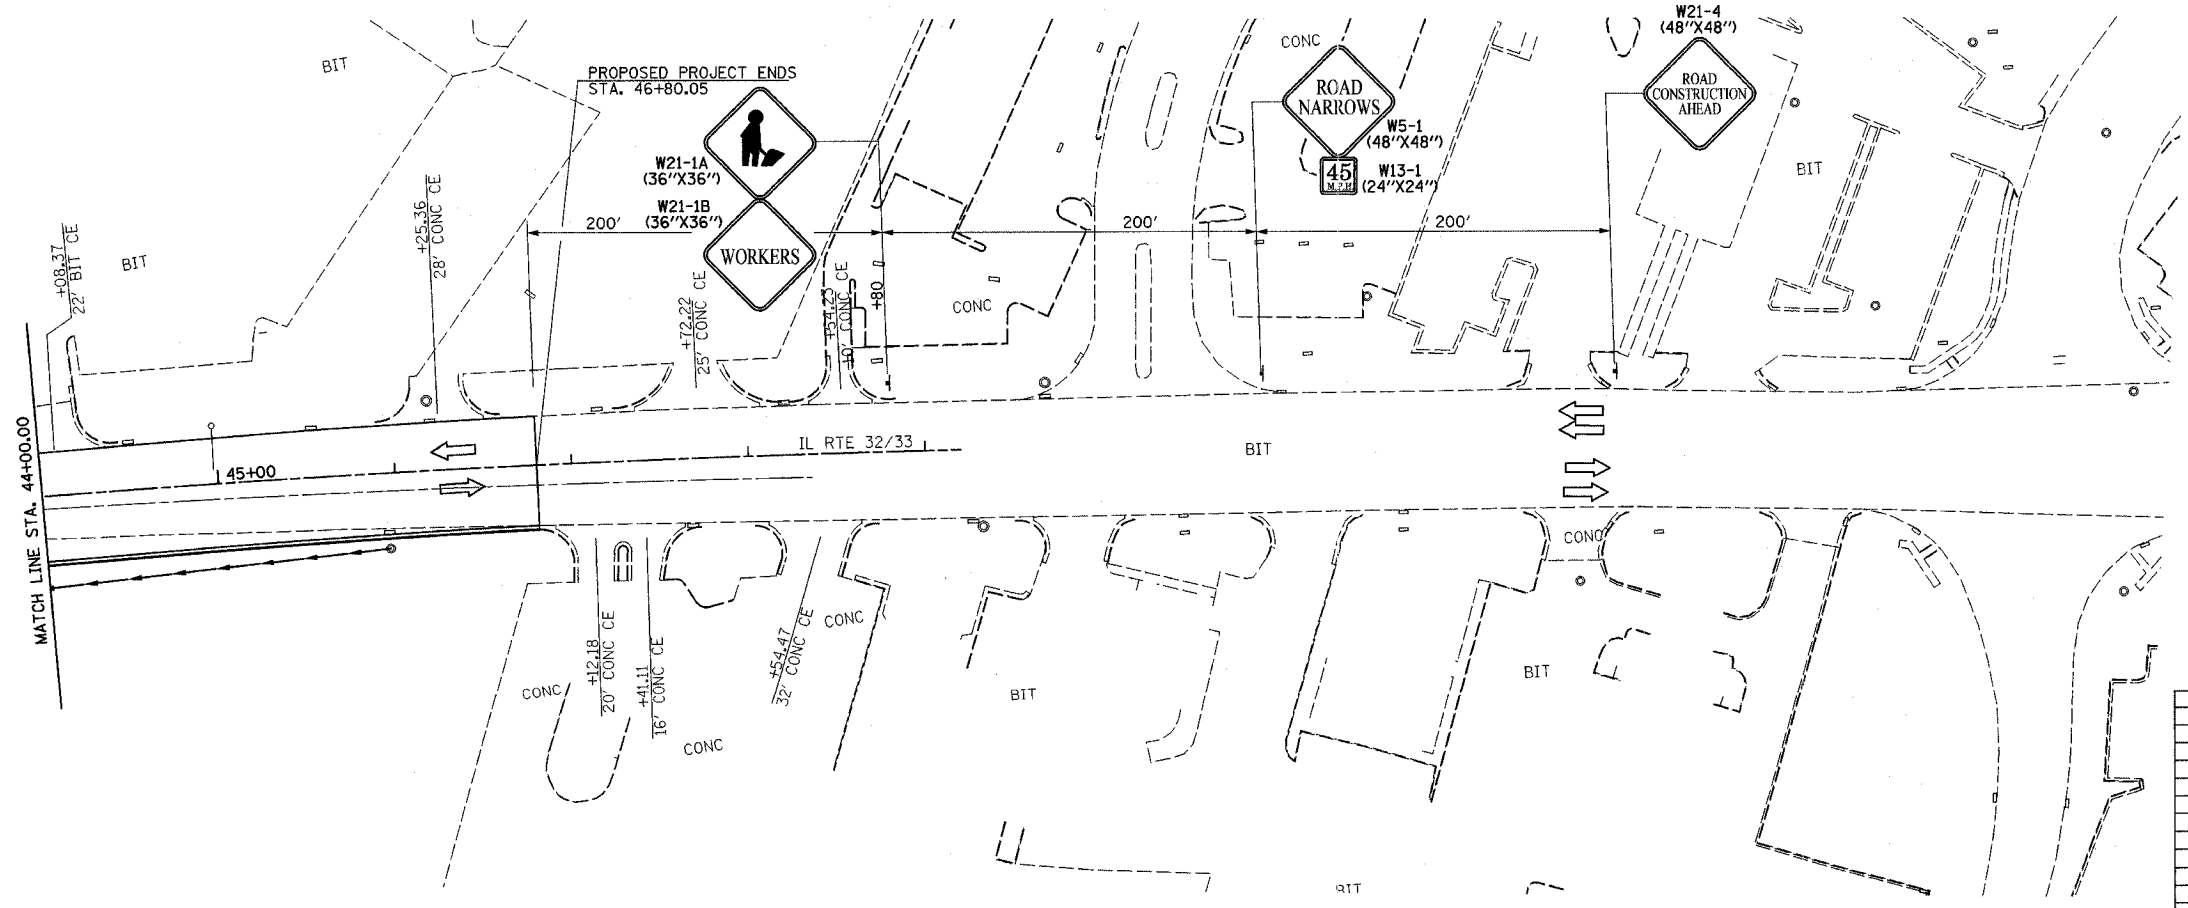 W21-4
(48"X48")
BIT
CONC
PROPOSED PROJECT ENDS
STA. 46+80.05
ROAD
NARROWS
ROAD
CONSTRUCTION
AHEAD
W5-1
(48"X48")
W21-1A
(36"X36")
45
M.P.H.
W13-1
(24"X24")
BIT
W21-1B
(36"X36")
200'
200'
200'
WORKERS
+08.37
22' BIT CE
BIT
+25.36
28' CONC CE
+72.22
25' CONC CE
+54.23
CONC CE
+80
CONC
MATCH LINE STA. 44+00.00
45+00
IL RTE 32/33
BIT
CONC
+12.18
20' CONC CE
+41.11
16' CONC CE
+54.47
32' CONC CE
CONC
CONC
CONC
BIT
BIT
BIT